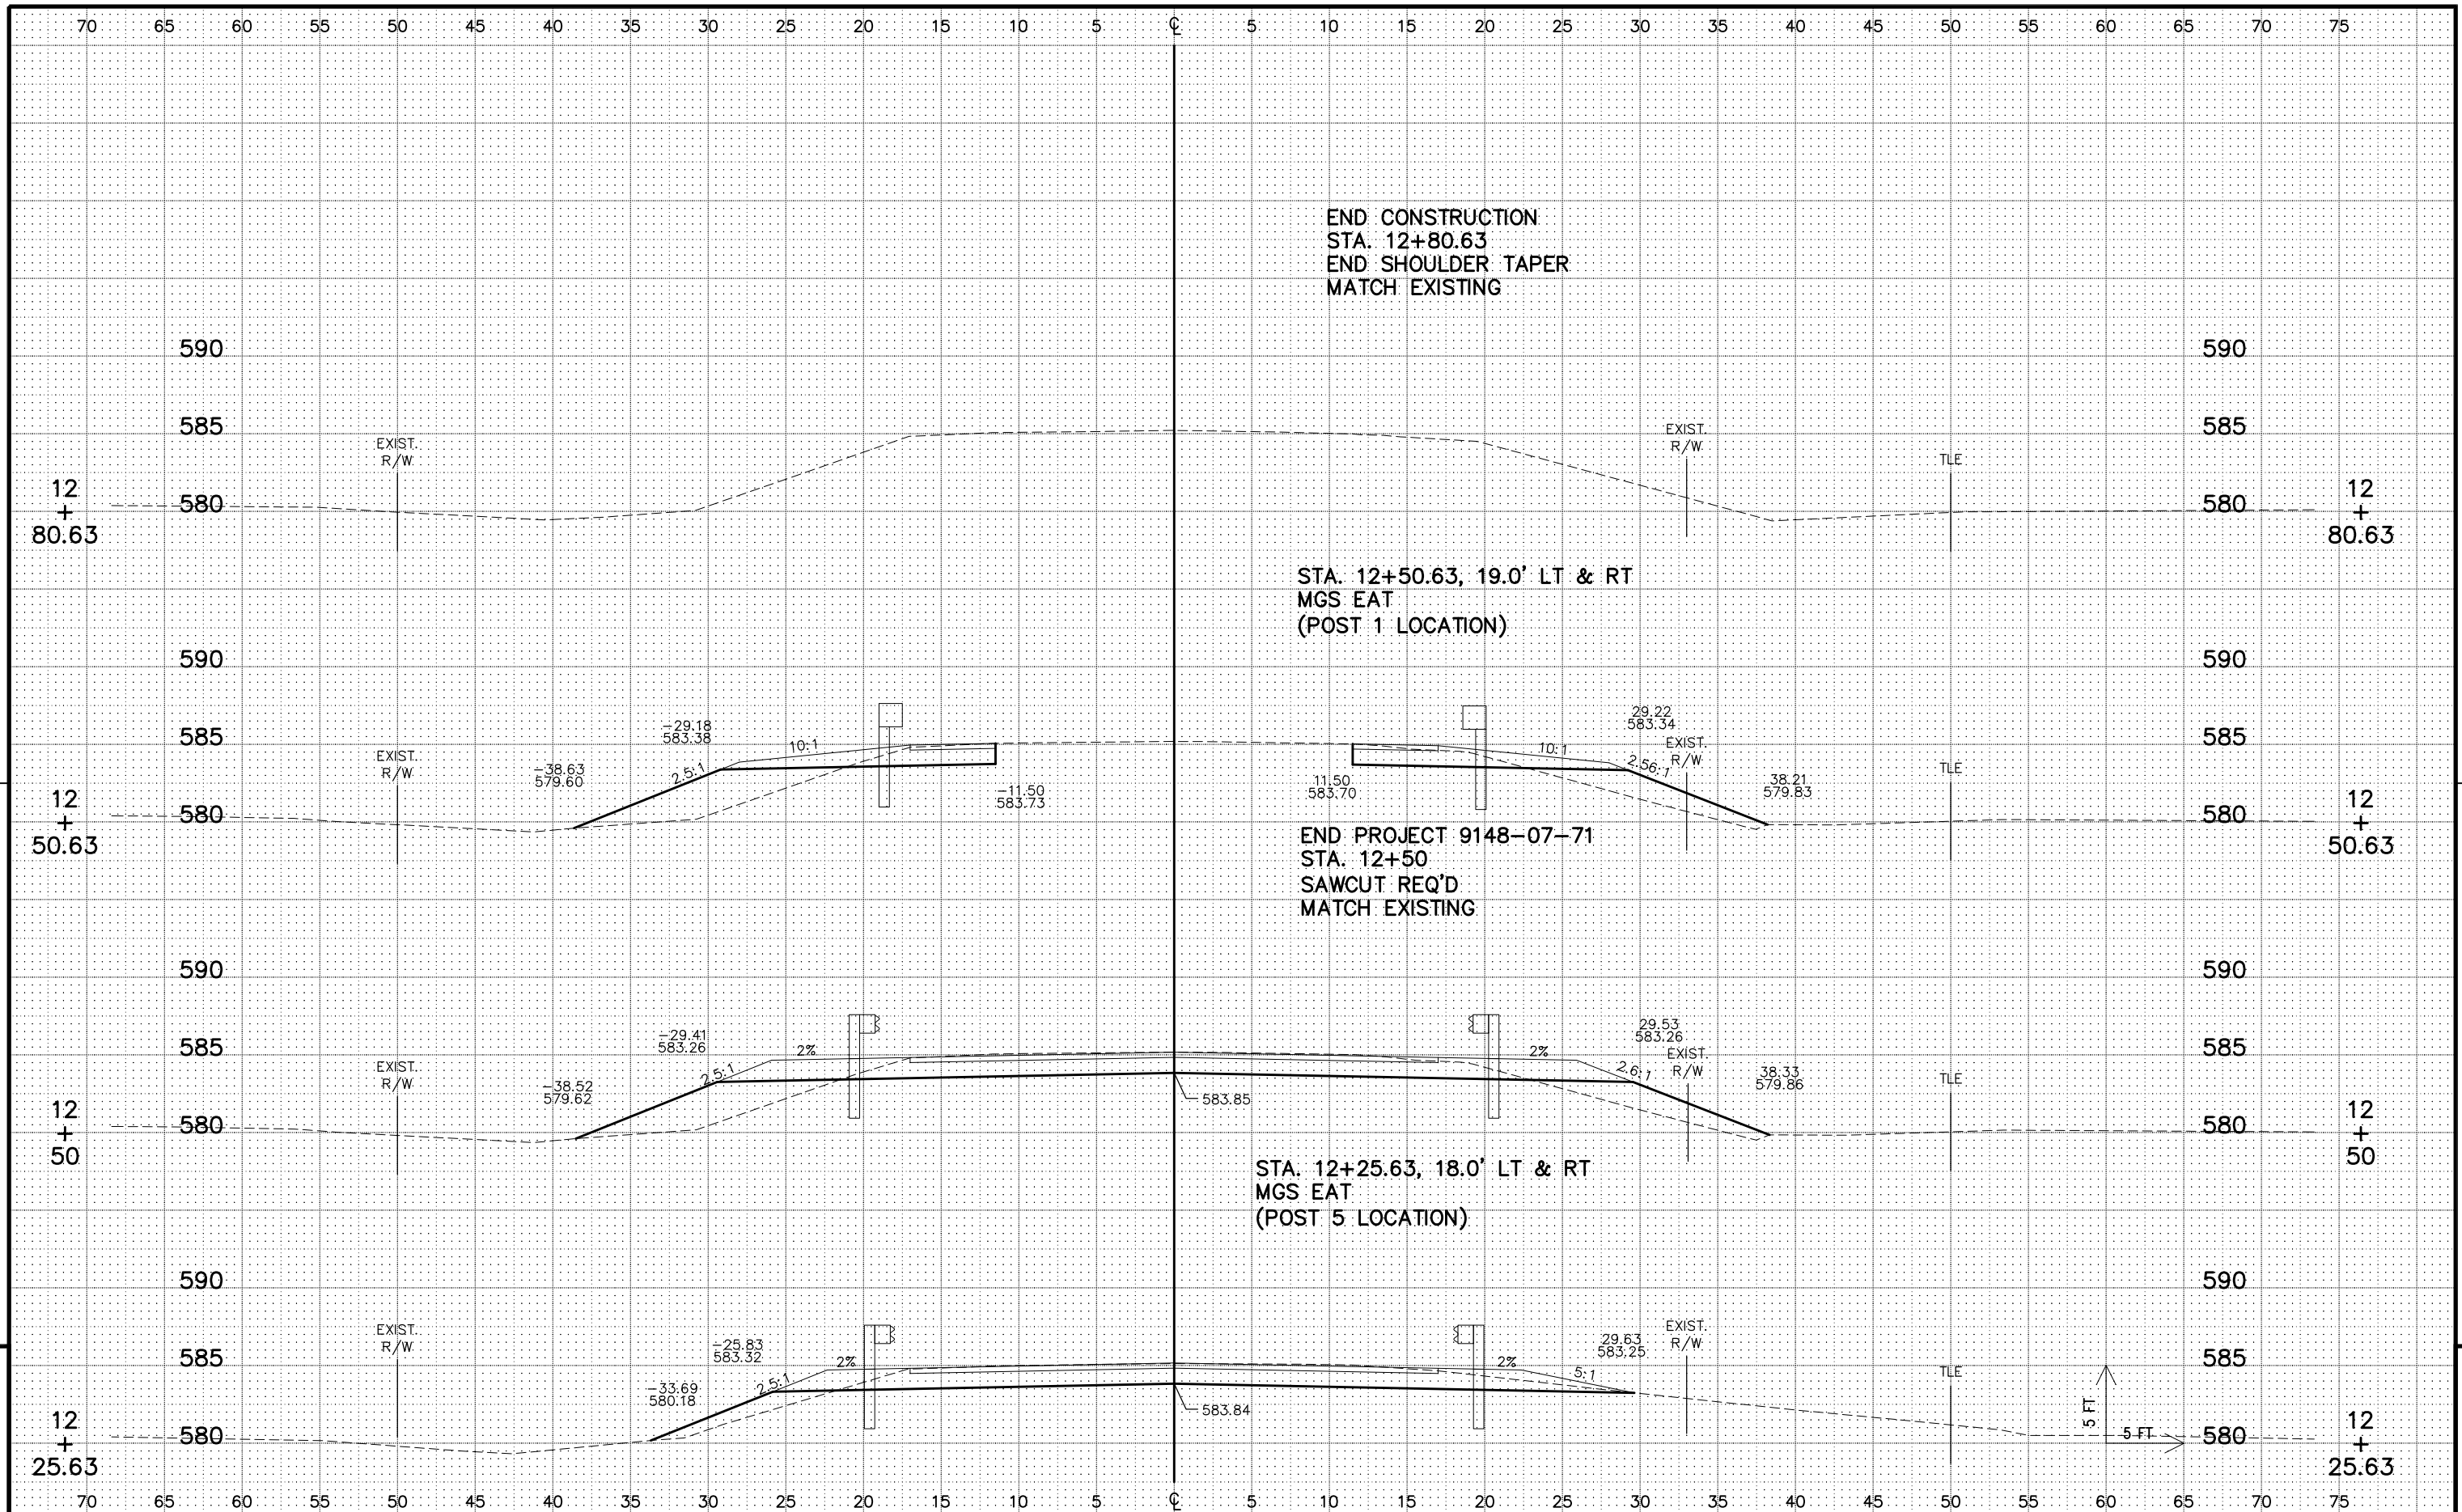 70 65 60 55 50 45 40 35 30 25 20 15 10 5 ℄ 5 10 15 20 25 30 35 40 45 50 55 60 65 70 75
END CONSTRUCTION
STA. 12+80.63
END SHOULDER TAPER
MATCH EXISTING
590 590
585 585
EXIST.
R/W
EXIST.
R/W
TLE
12
+
80.63
580 580
12
+
80.63
STA. 12+50.63, 19.0' LT & RT
MGS EAT
(POST 1 LOCATION)
590 590
-29.18
583.38
10:1
29.22
583.34
10:1
585 585
EXIST.
R/W
-38.63
579.60
2.5:1
-11.50
583.73
11.50
583.70
2.56:1
EXIST.
R/W
38.21
579.83
TLE
12
+
50.63
580 580
12
+
50.63
END PROJECT 9148-07-71
STA. 12+50
SAWCUT REQ'D
MATCH EXISTING
590 590
-29.41
583.26
2%
2%
29.53
583.26
585 585
EXIST.
R/W
-38.52
579.62
2.5:1
583.85
2.6:1
EXIST.
R/W
38.33
579.86
TLE
12
+
50
580 580
12
+
50
STA. 12+25.63, 18.0' LT & RT
MGS EAT
(POST 5 LOCATION)
590 590
EXIST.
R/W
-25.83
583.32
2%
2%
29.63
583.25
EXIST.
R/W
585 585
-33.69
580.18
2.5:1
583.84
5:1
TLE
5 FT
5 FT
12
+
25.63
580 580
12
+
25.63
70 65 60 55 50 45 40 35 30 25 20 15 10 5 ℄ 5 10 15 20 25 30 35 40 45 50 55 60 65 70 75